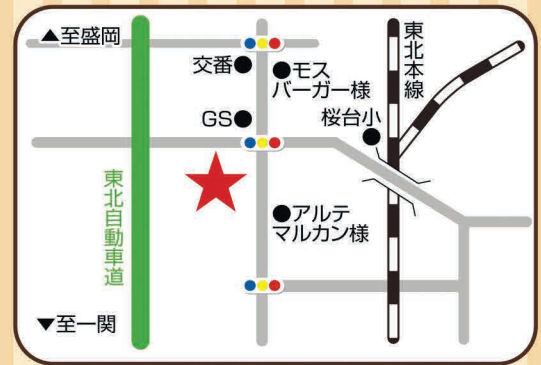 ▲至盛岡
交番
モス
バーガー様
東北本線
GS
桜台小
東北自動車道
アルテ
マルカン様
▼至一関